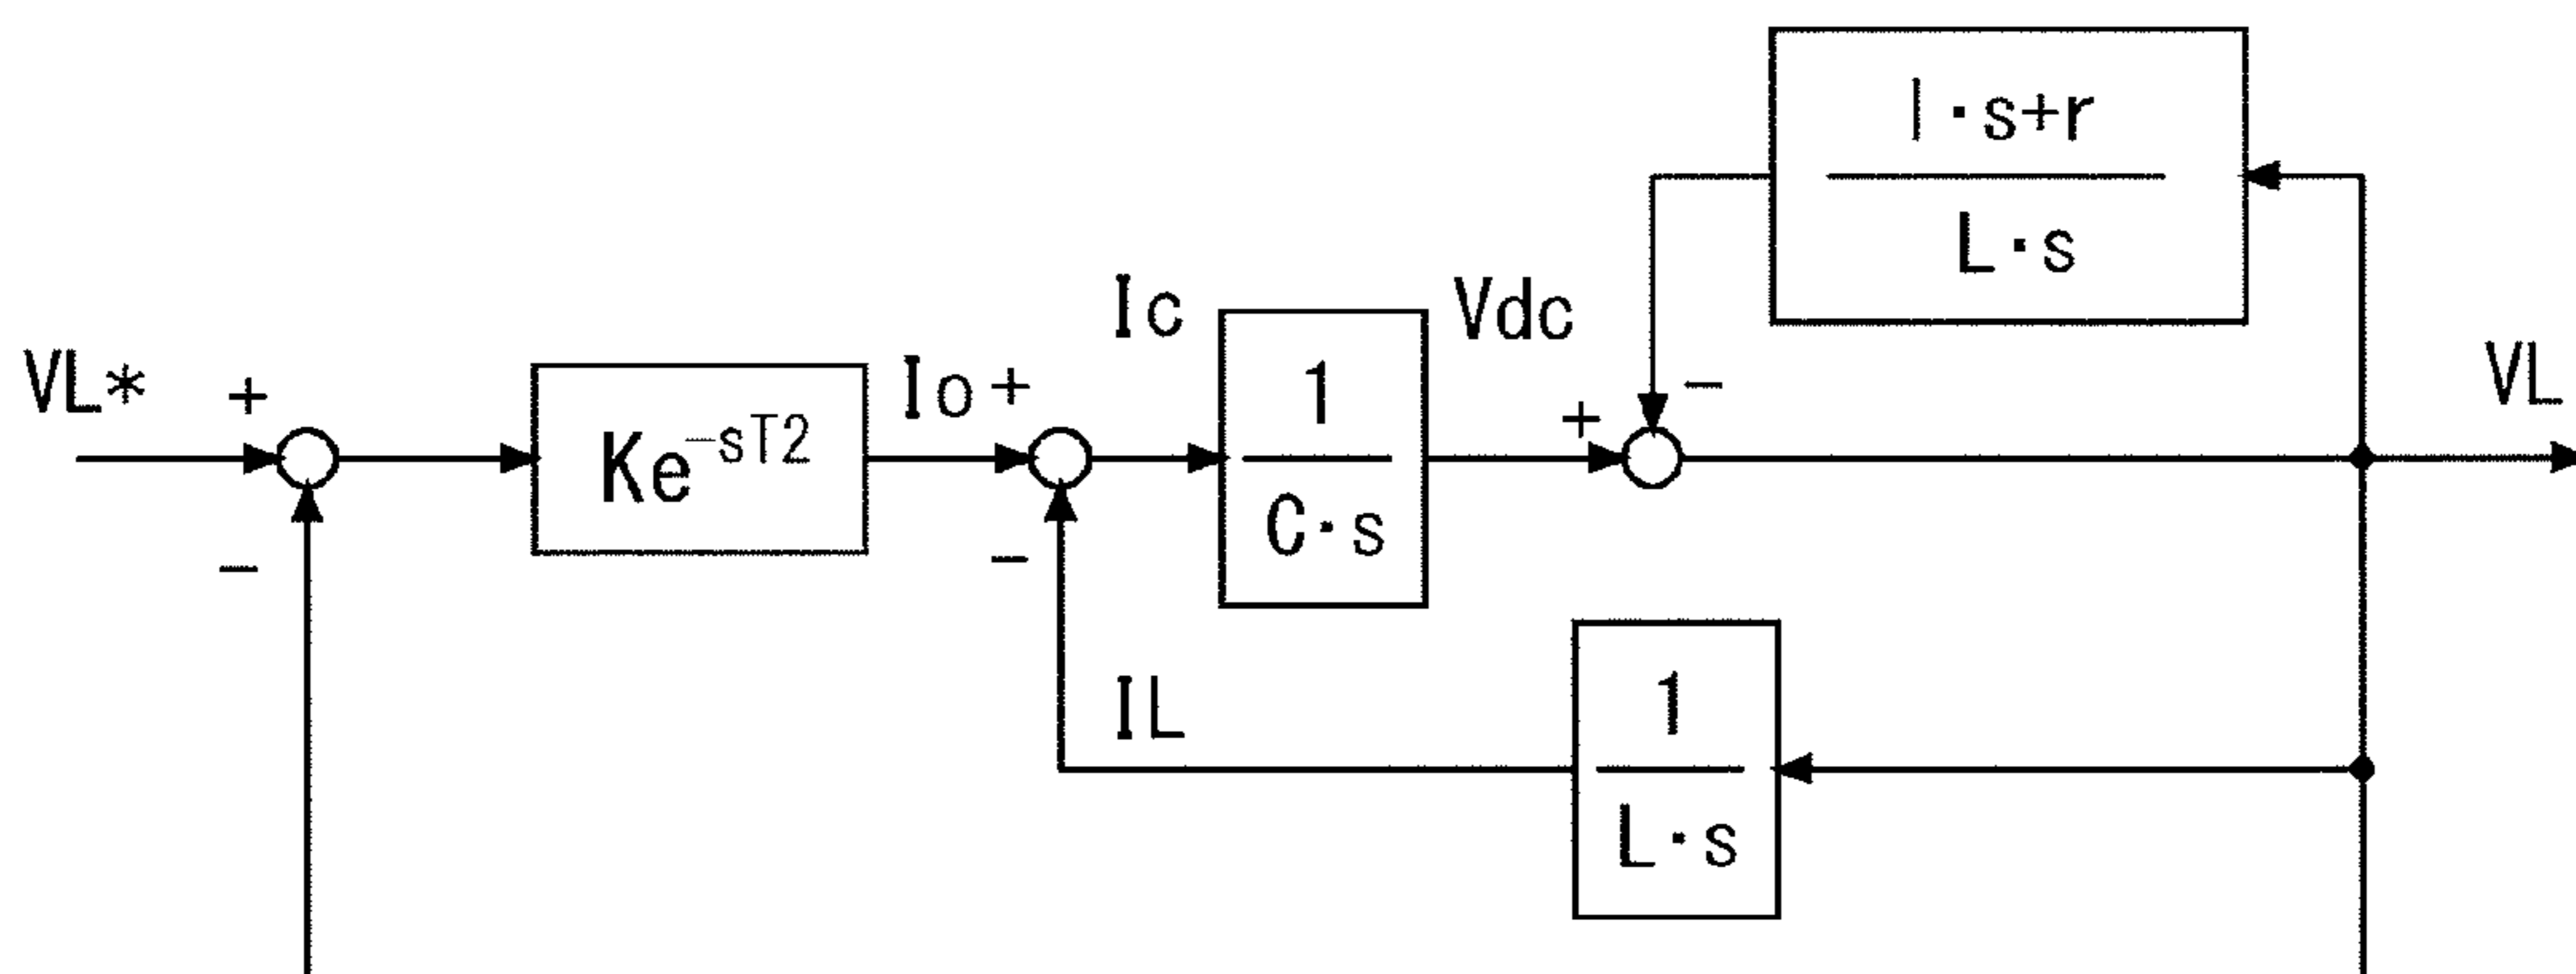 l·s+r
L·s
VL*
+
-
Ke^-sT2
Io
+
-
Ic
1
C·s
Vdc
+
-
VL
IL
1
L·s